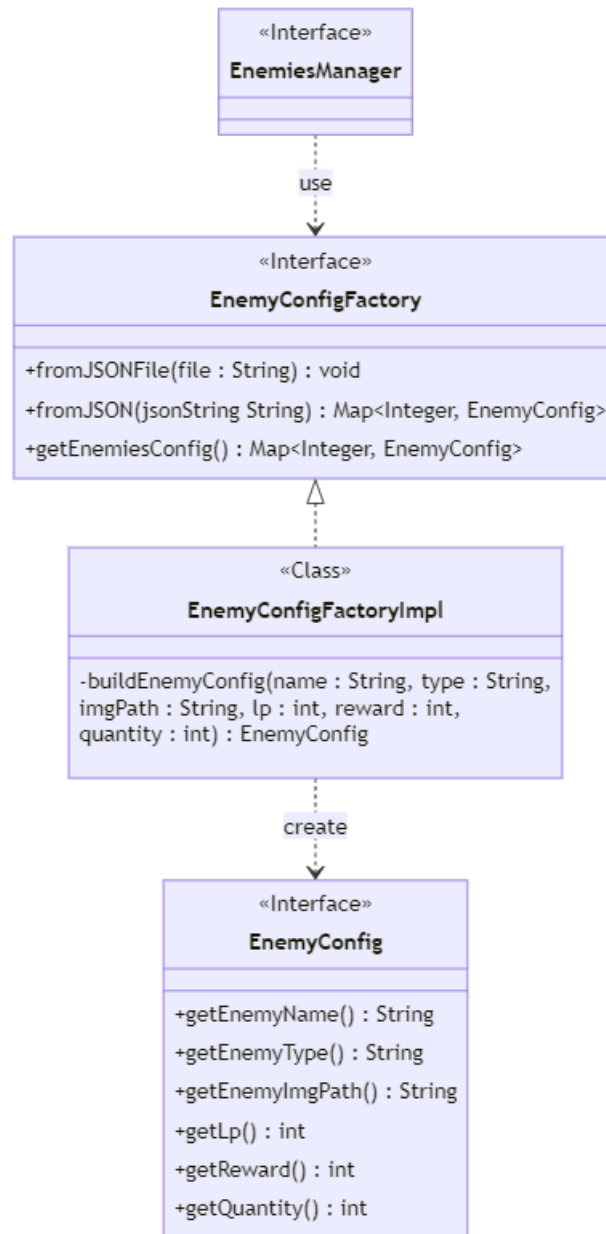 «Interface»
EnemiesManager
use
«Interface»
EnemyConfigFactory
+fromJSONFile(file : String) : void
+fromJSON(jsonString String) : Map<Integer, EnemyConfig>
+getEnemiesConfig() : Map<Integer, EnemyConfig>
«Class»
EnemyConfigFactoryImpl
-buildEnemyConfig(name : String, type : String,
imgPath : String, lp : int, reward : int,
quantity : int) : EnemyConfig
create
«Interface»
EnemyConfig
+getEnemyName() : String
+getEnemyType() : String
+getEnemyImgPath() : String
+getLp() : int
+getReward() : int
+getQuantity() : int